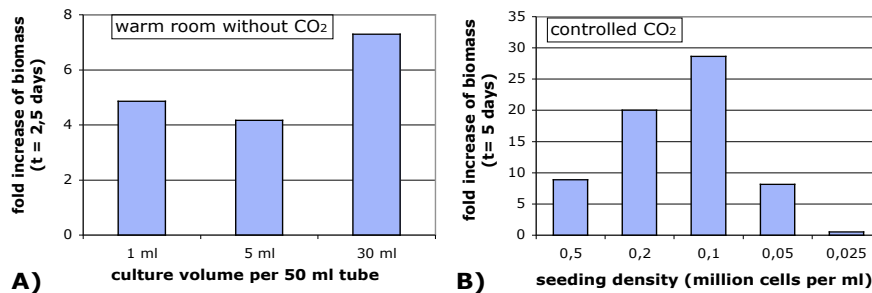 warm room without CO₂
8
6
4
2
0
fold increase of biomass
(t = 2,5 days)
1 ml 5 ml 30 ml
culture volume per 50 ml tube
A)
controlled CO₂
35
30
25
20
15
10
5
0
fold increase of biomass
(t= 5 days)
0,5 0,2 0,1 0,05 0,025
seeding density (million cells per ml)
B)